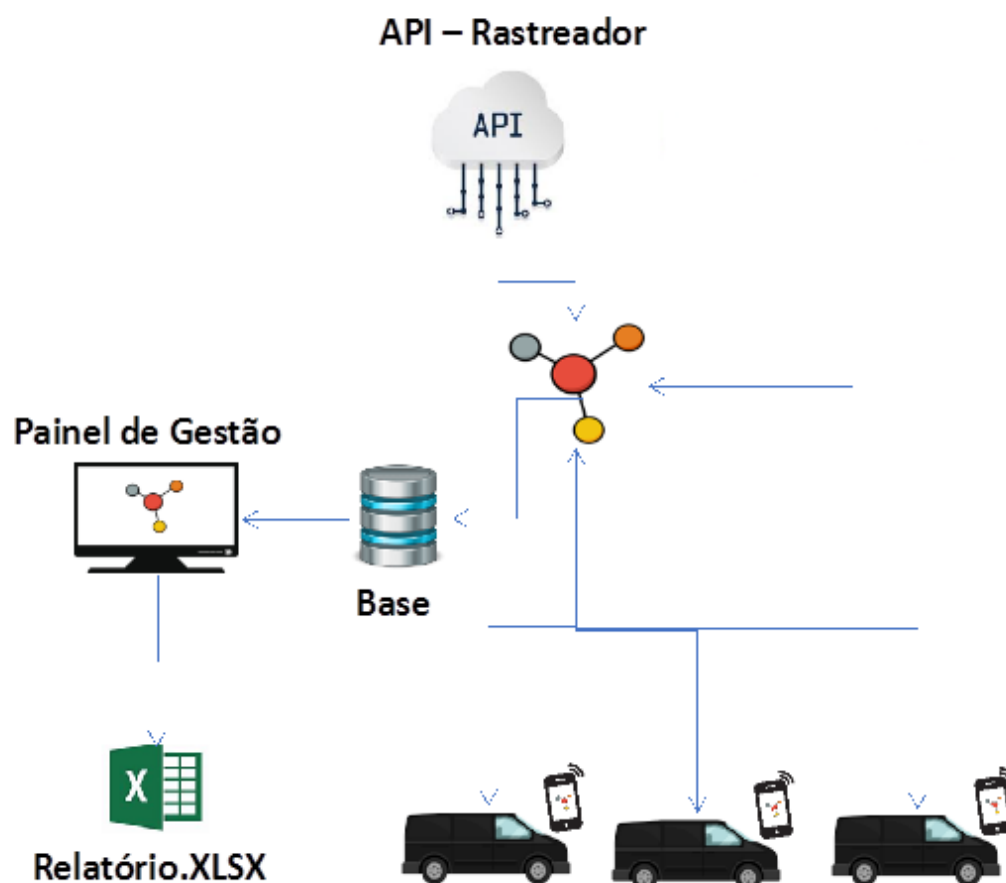 API – Rastreador
API
Painel de Gestão
Base
X
Relatório.XLSX